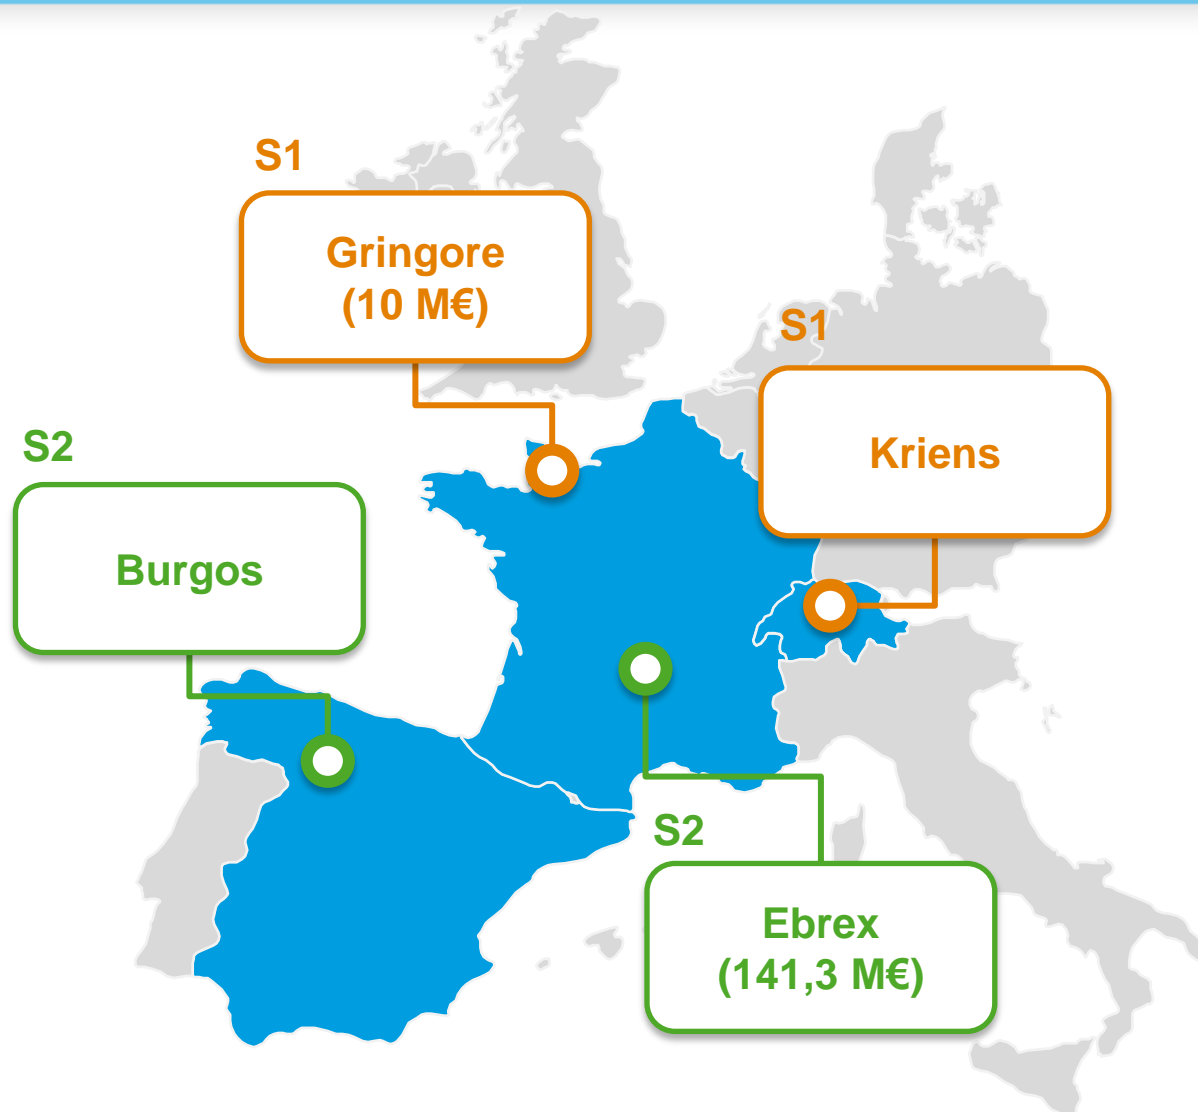 S1
Gringore
(10 M€)
S1
Kriens
S2
Burgos
S2
Ebrex
(141,3 M€)